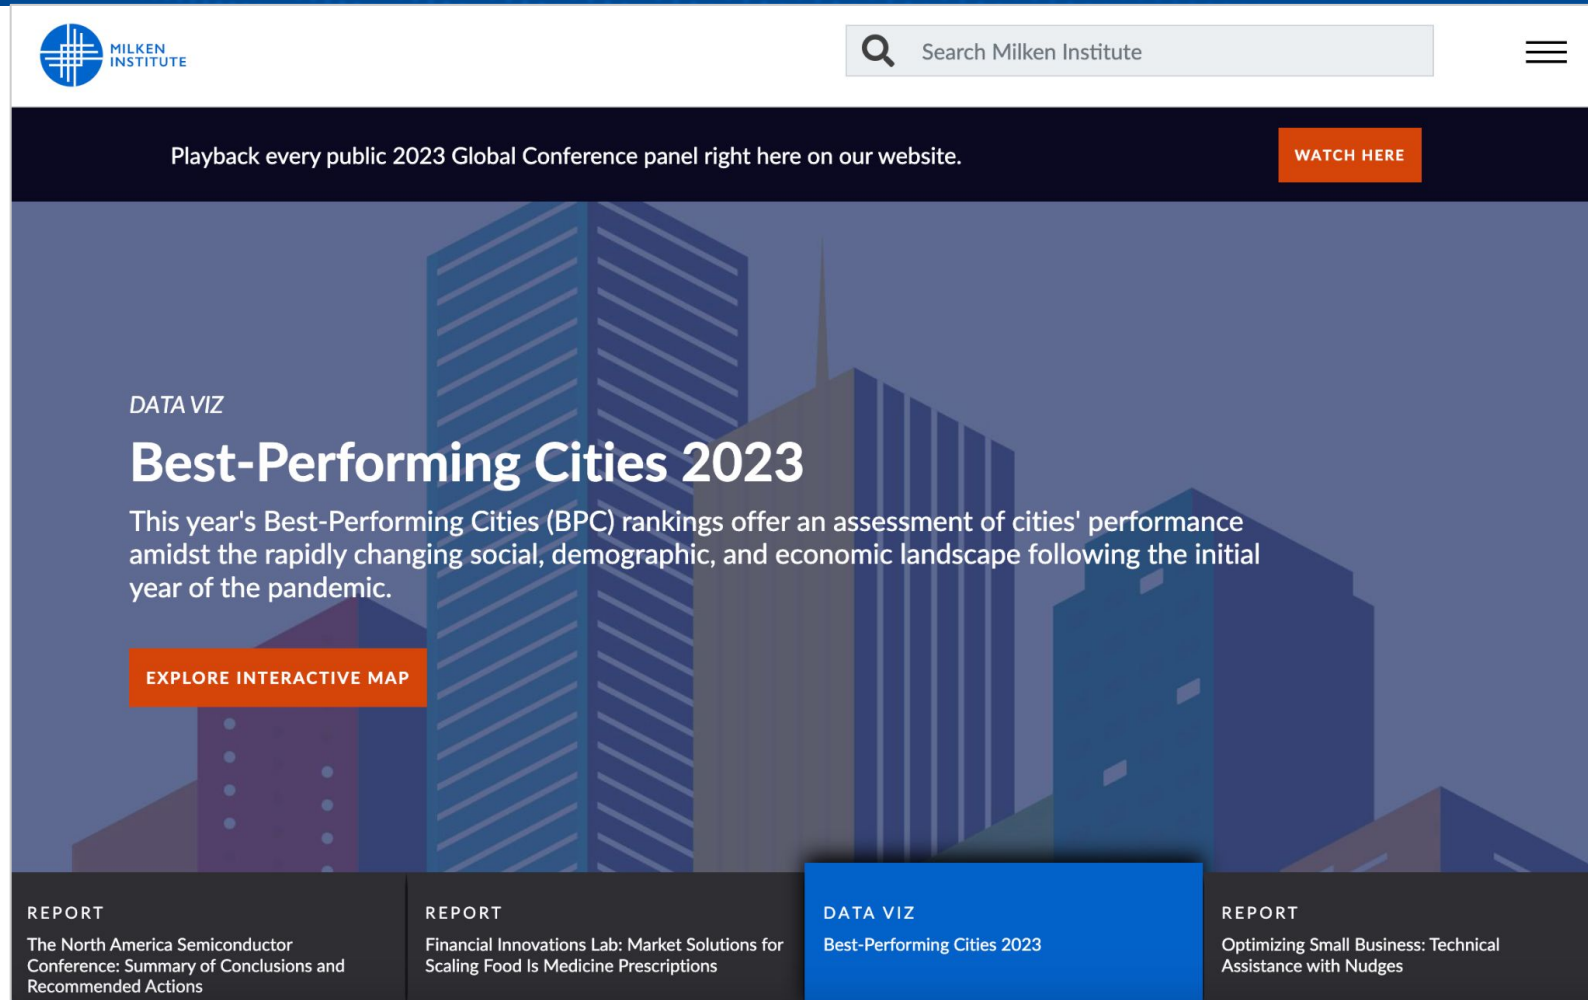 MILKEN
INSTITUTE
Search Milken Institute
Playback every public 2023 Global Conference panel right here on our website.
WATCH HERE
DATA VIZ
Best-Performing Cities 2023
This year's Best-Performing Cities (BPC) rankings offer an assessment of cities' performance
amidst the rapidly changing social, demographic, and economic landscape following the initial
year of the pandemic.
EXPLORE INTERACTIVE MAP
REPORT
The North America Semiconductor
Conference: Summary of Conclusions and
Recommended Actions
REPORT
Financial Innovations Lab: Market Solutions for
Scaling Food Is Medicine Prescriptions
DATA VIZ
Best-Performing Cities 2023
REPORT
Optimizing Small Business: Technical
Assistance with Nudges